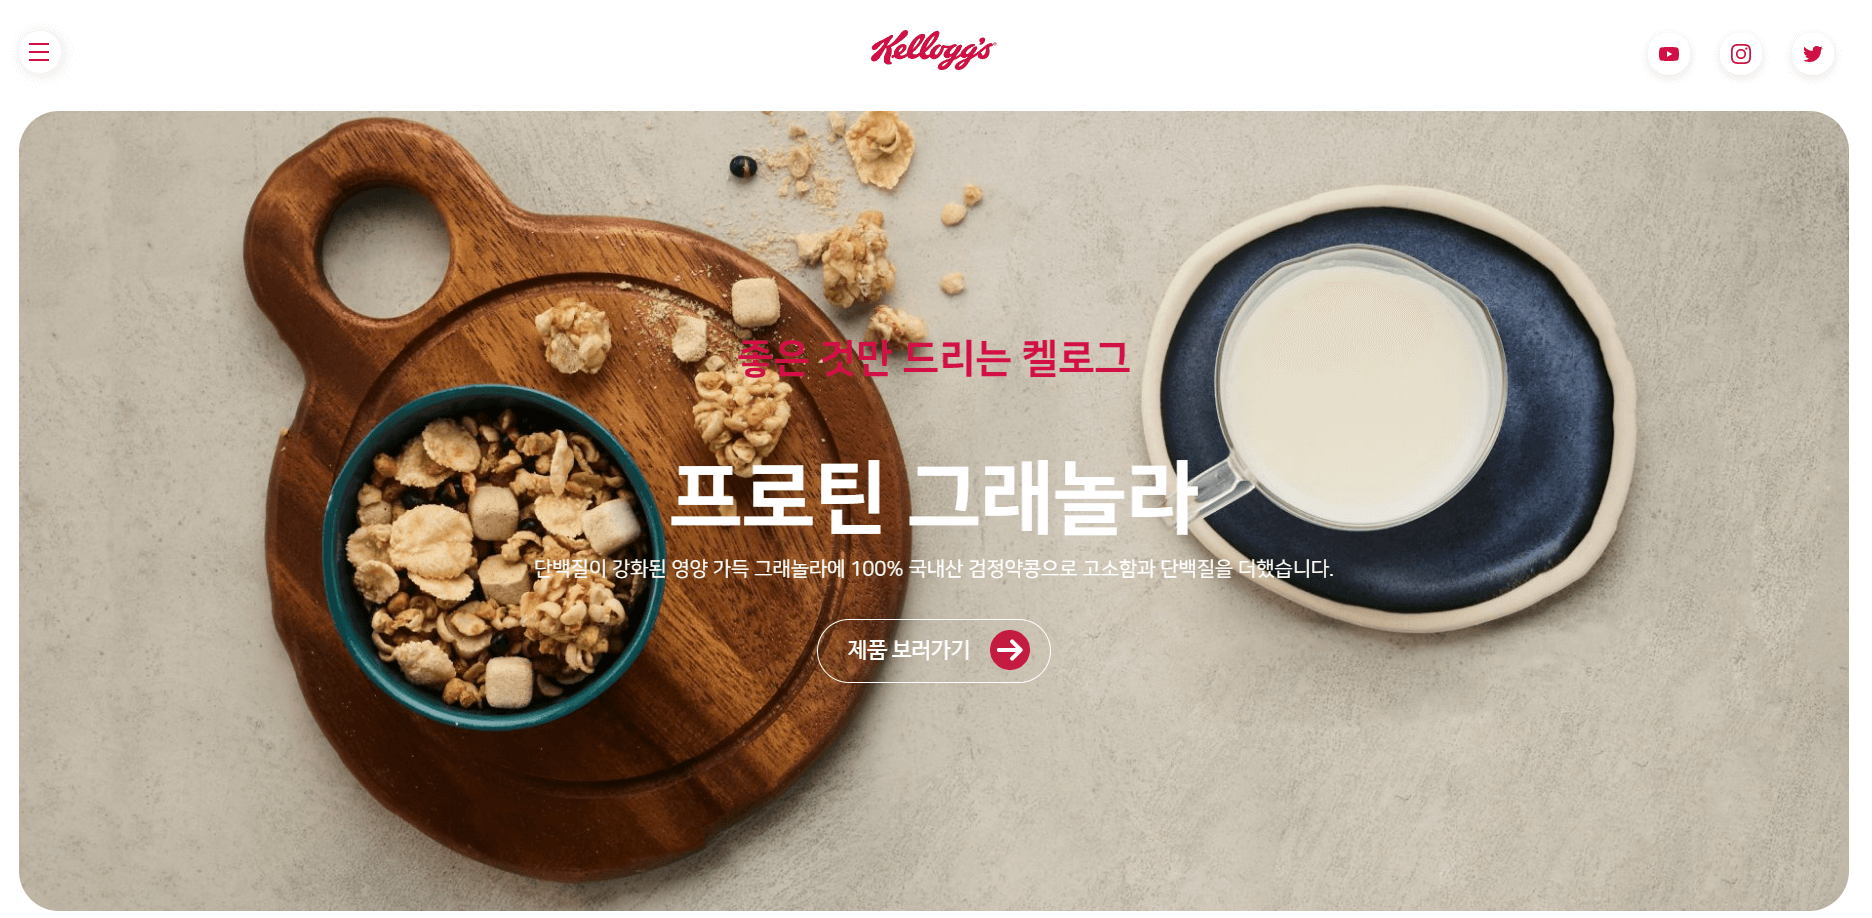 Kellogg's®
좋은 것만 드리는 켈로그
프로틴 그래놀라
단백질이 강화된 영양 가득 그래놀라에 100% 국내산 검정약콩으로 고소함과 단백질을 더했습니다.
제품 보러가기